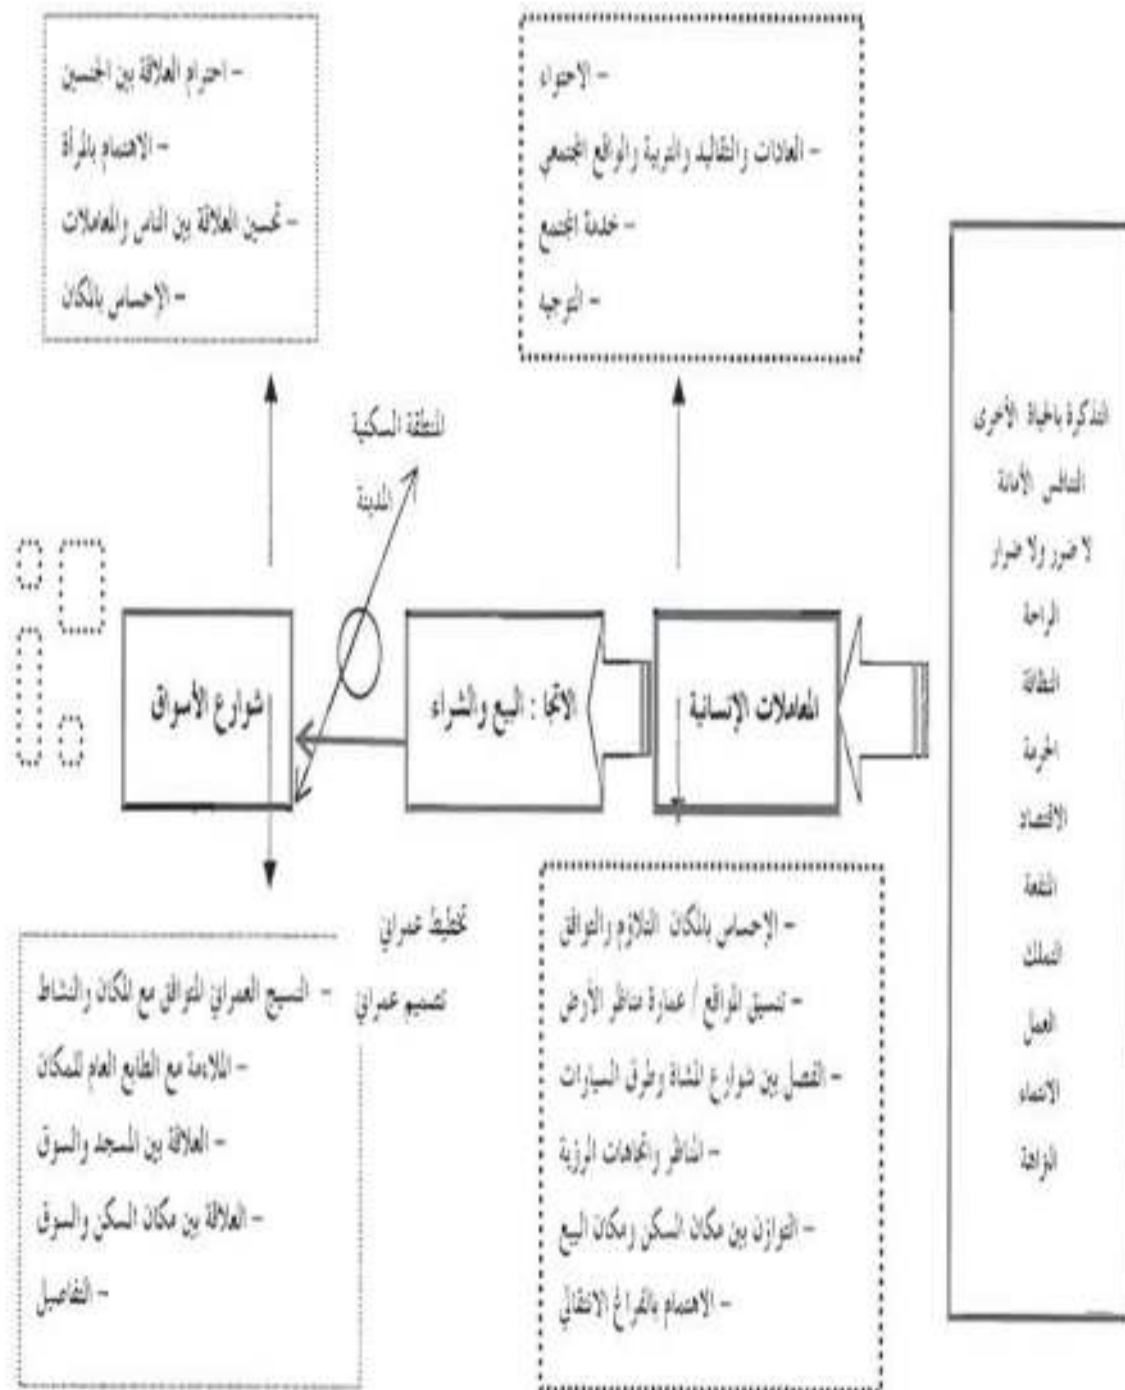 التذكرة بالحياة الأخرى
التنافس الأمانة
لا ضرر ولا ضرار
الراحة
النظافة
الحرمة
الاقتصاد
المنفعة
التملك
العمل
الانتماء
النزاهة
- الاحتواء
- العادات والتقاليد والتربية والواقع المجتمعي
- خدمة المجتمع
- التوجيه
المعاملات الإنسانية
- الإحساس بالمكان التلاؤم والتوافق
- تنسيق المواقع / عمارة مناظر الأرض
- الفصل بين شوارع المشاة وطرق السيارات
- المناظر واتجاهات الرؤية
- التوازن بين مكان السكن ومكان البيع
- الاهتمام بالفراغ الانتقالي
الاتجا : البيع والشراء
المنطقة السكنية
المدينة
تخطيط عمراني
تصميم عمراني
- احترام العلاقة بين الجنسين
- الاهتمام بالمرأة
- تحسين العلاقة بين الناس والمعاملات
- الإحساس بالمكان
شوارع الأسواق
- النسيج العمراني المتوافق مع المكان والنشاط
- الملاءمة مع الطابع العام للمكان
- العلاقة بين المسجد والسوق
- العلاقة بين مكان السكن والسوق
- التفاصيل